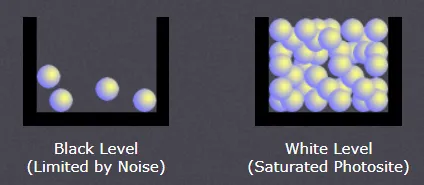 Black Level
(Limited by Noise)
White Level
(Saturated Photosite)